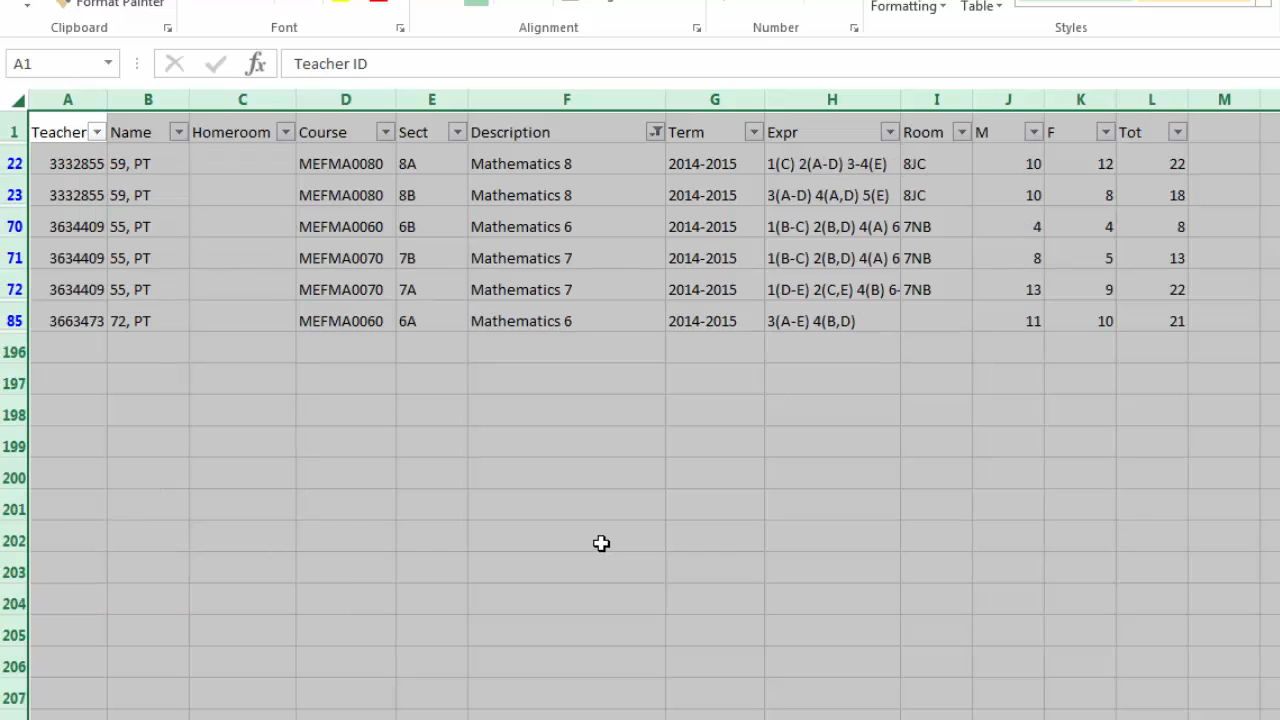 Format Painter
Formatting Table
Clipboard Font Alignment Number Styles
A1 fx Teacher ID
A B C D E F G H I J K L M
1 Teacher Name Homeroom Course Sect Description Term Expr Room M F Tot
22 3332855 59, PT MEFMA0080 8A Mathematics 8 2014-2015 1(C) 2(A-D) 3-4(E) 8JC 10 12 22
23 3332855 59, PT MEFMA0080 8B Mathematics 8 2014-2015 3(A-D) 4(A,D) 5(E) 8JC 10 8 18
70 3634409 55, PT MEFMA0060 6B Mathematics 6 2014-2015 1(B-C) 2(B,D) 4(A) 6 7NB 4 4 8
71 3634409 55, PT MEFMA0070 7B Mathematics 7 2014-2015 1(B-C) 2(B,D) 4(A) 6 7NB 8 5 13
72 3634409 55, PT MEFMA0070 7A Mathematics 7 2014-2015 1(D-E) 2(C,E) 4(B) 6- 7NB 13 9 22
85 3663473 72, PT MEFMA0060 6A Mathematics 6 2014-2015 3(A-E) 4(B,D) 11 10 21
196
197
198
199
200
201
202
203
204
205
206
207